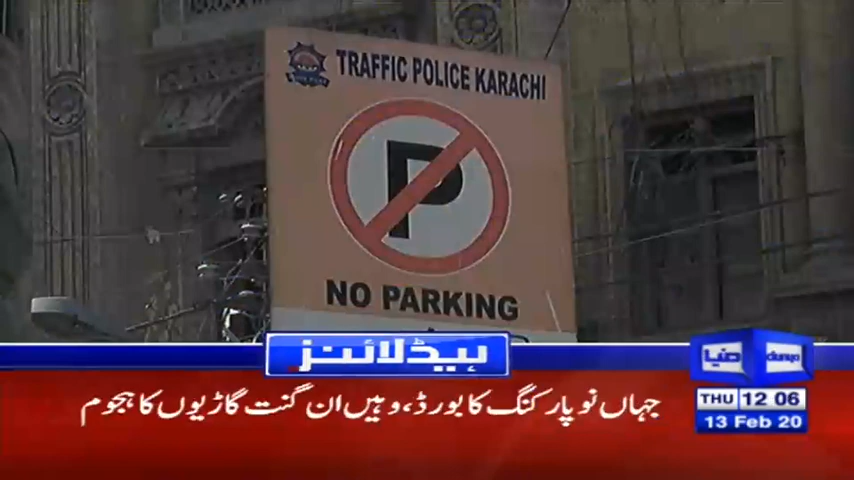 TRAFFIC POLICE KARACHI
P
NO PARKING
ہیڈلائنز
جہاں نو پارکنگ کا بورڈ، وہیں ان گنت گاڑیوں کا ہجوم
دنیا
dunya
THU 12 06
13 Feb 20